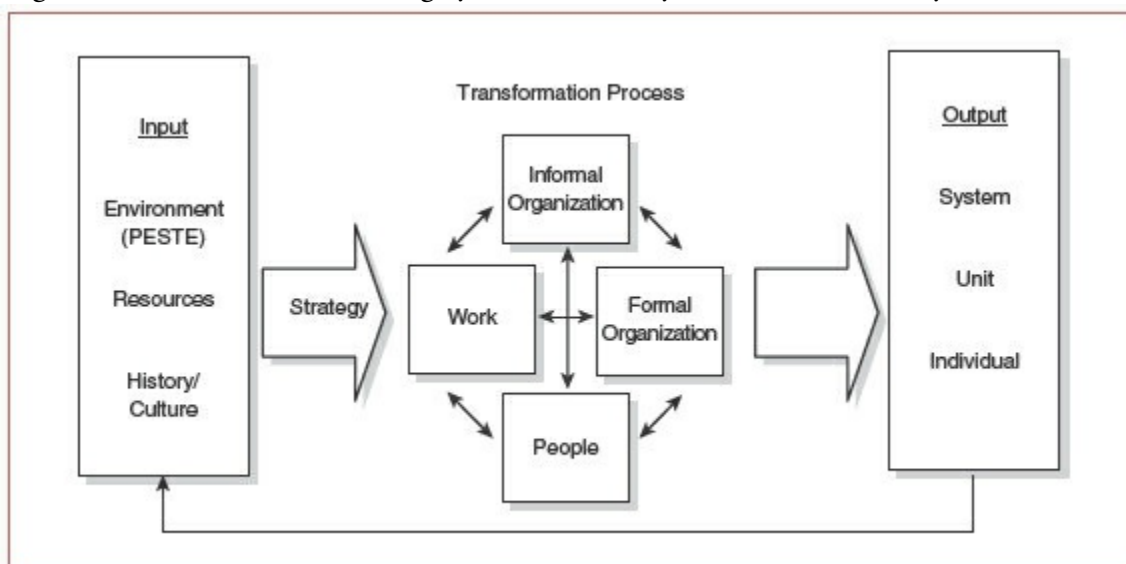 Transformation Process
Input
Environment
(PESTE)
Resources
History/
Culture
Strategy
Informal
Organization
Work
Formal
Organization
People
Output
System
Unit
Individual